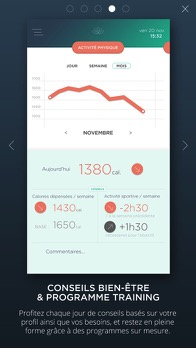 ven 20 nov
15:32
ACTIVITÉ PHYSIQUE
JOUR SEMAINE MOIS
NOVEMBRE
Aujourd'hui 1380 cal.
Calories dépensées / semaine
1430 cal.
1650 cal.
Activité sportive / semaine
-2h30
+1h30
Commentaires...
CONSEILS BIEN-ÊTRE
& PROGRAMME TRAINING
Profitez chaque jour de conseils basés sur votre
profil ainsi que vos besoins, et restez en pleine
forme grâce à des programmes sur mesure.